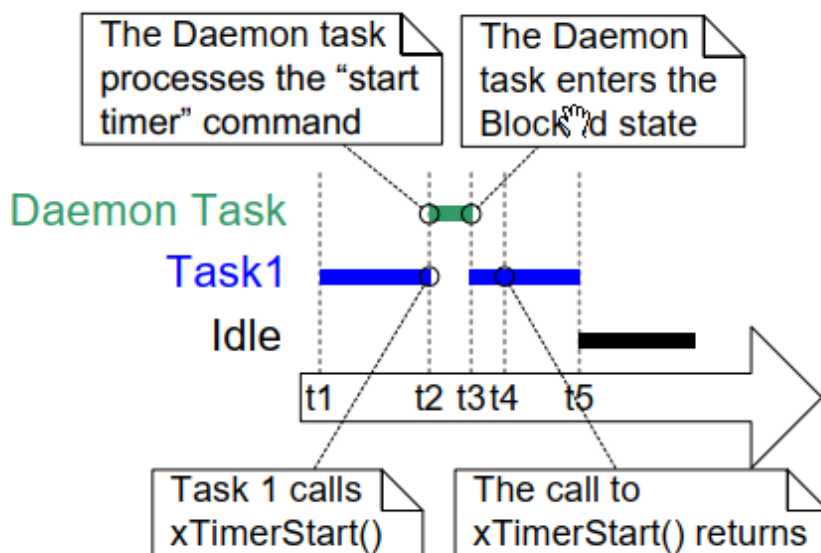 The Daemon task
processes the “start
timer” command
The Daemon
task enters the
state
Daemon Task
Task1
Idle
t1 t2 t3 t4 t5
Task 1 calls
xTimerStart()
The call to
xTimerStart() returns